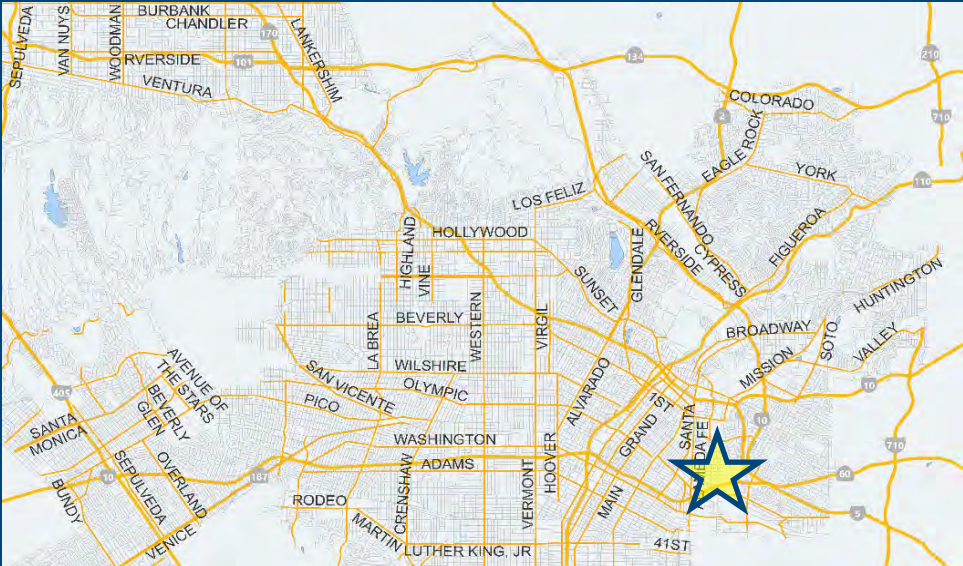 SEPULVEDA
VAN NUYS
WOODMAN
BURBANK
CHANDLER
170
LANKERSHIM
RVERSIDE
101
VENTURA
134
210
COLORADO
2
710
EAGLE ROCK
YORK
SAN FERNANDO
110
LOS FELIZ
FIGUEROA
HOLLYWOOD
HIGHLAND
VINE
RVERSIDE
CYPRESS
GLENDALE
SUNSET
HUNTINGTON
BEVERLY
WESTERN
VIRGIL
LA BREA
BROADWAY
SOTO
VALLEY
MISSION
AVENUE OF
THE STARS
WILSHIRE
SAN VICENTE
OLYMPIC
PICO
ALVARADO
1ST
10
405
BEVERLY
GLEN
SANTA
MONICA
GRAND
SANTA
FE
10
710
WASHINGTON
ADAMS
HOOVER
SEPULVEDA
OVERLAND
10
187
60
BUNDY
VENICE
RODEO
CRENSHAW
VERMONT
MAIN
5
MARTIN
LUTHER KING, JR
41ST